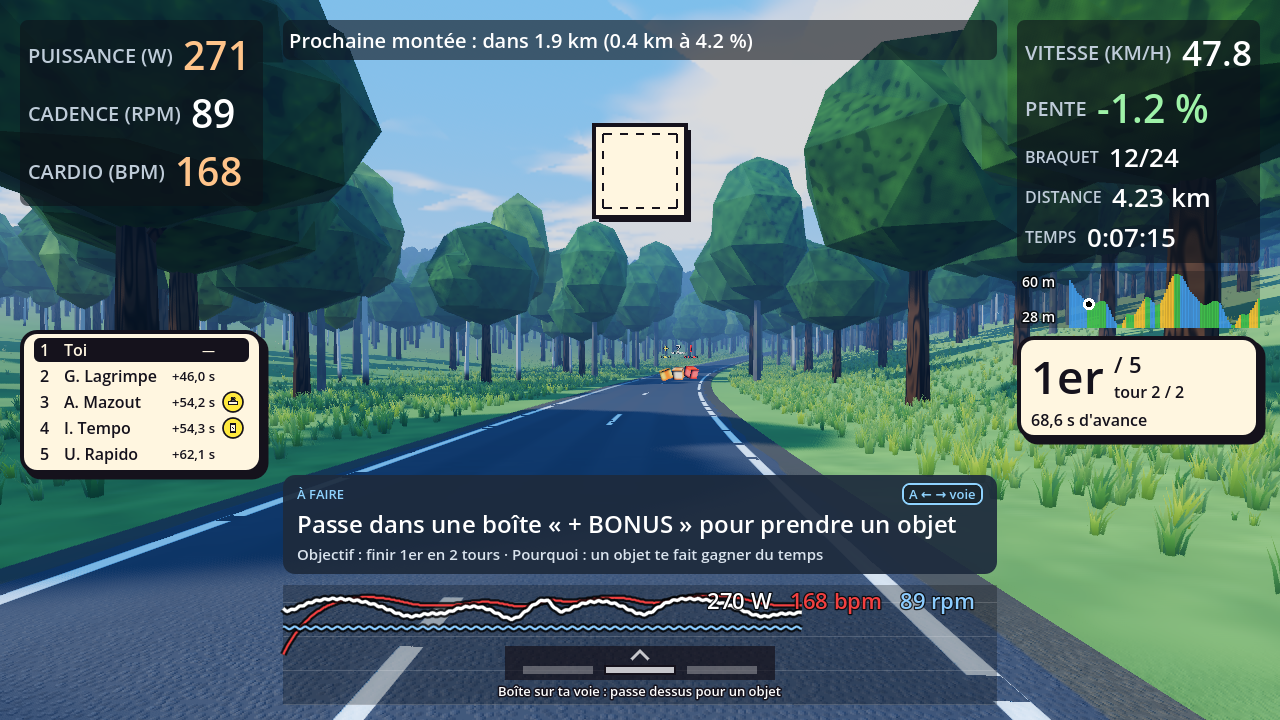 PUISSANCE (W) 271
CADENCE (RPM) 89
CARDIO (BPM) 168
Prochaine montée : dans 1.9 km (0.4 km à 4.2 %)
VITESSE (KM/H) 47.8
PENTE -1.2 %
BRAQUET 12/24
DISTANCE 4.23 km
TEMPS 0:07:15
60 m
28 m
1 Toi —
2 G. Lagrimpe +46,0 s
3 A. Mazout +54,2 s
4 I. Tempo +54,3 s
5 U. Rapido +62,1 s
1er / 5
tour 2 / 2
68,6 s d'avance
À FAIRE
A ← → voie
Passe dans une boîte « + BONUS » pour prendre un objet
Objectif : finir 1er en 2 tours · Pourquoi : un objet te fait gagner du temps
270 W 168 bpm 89 rpm
Boîte sur ta voie : passe dessus pour un objet